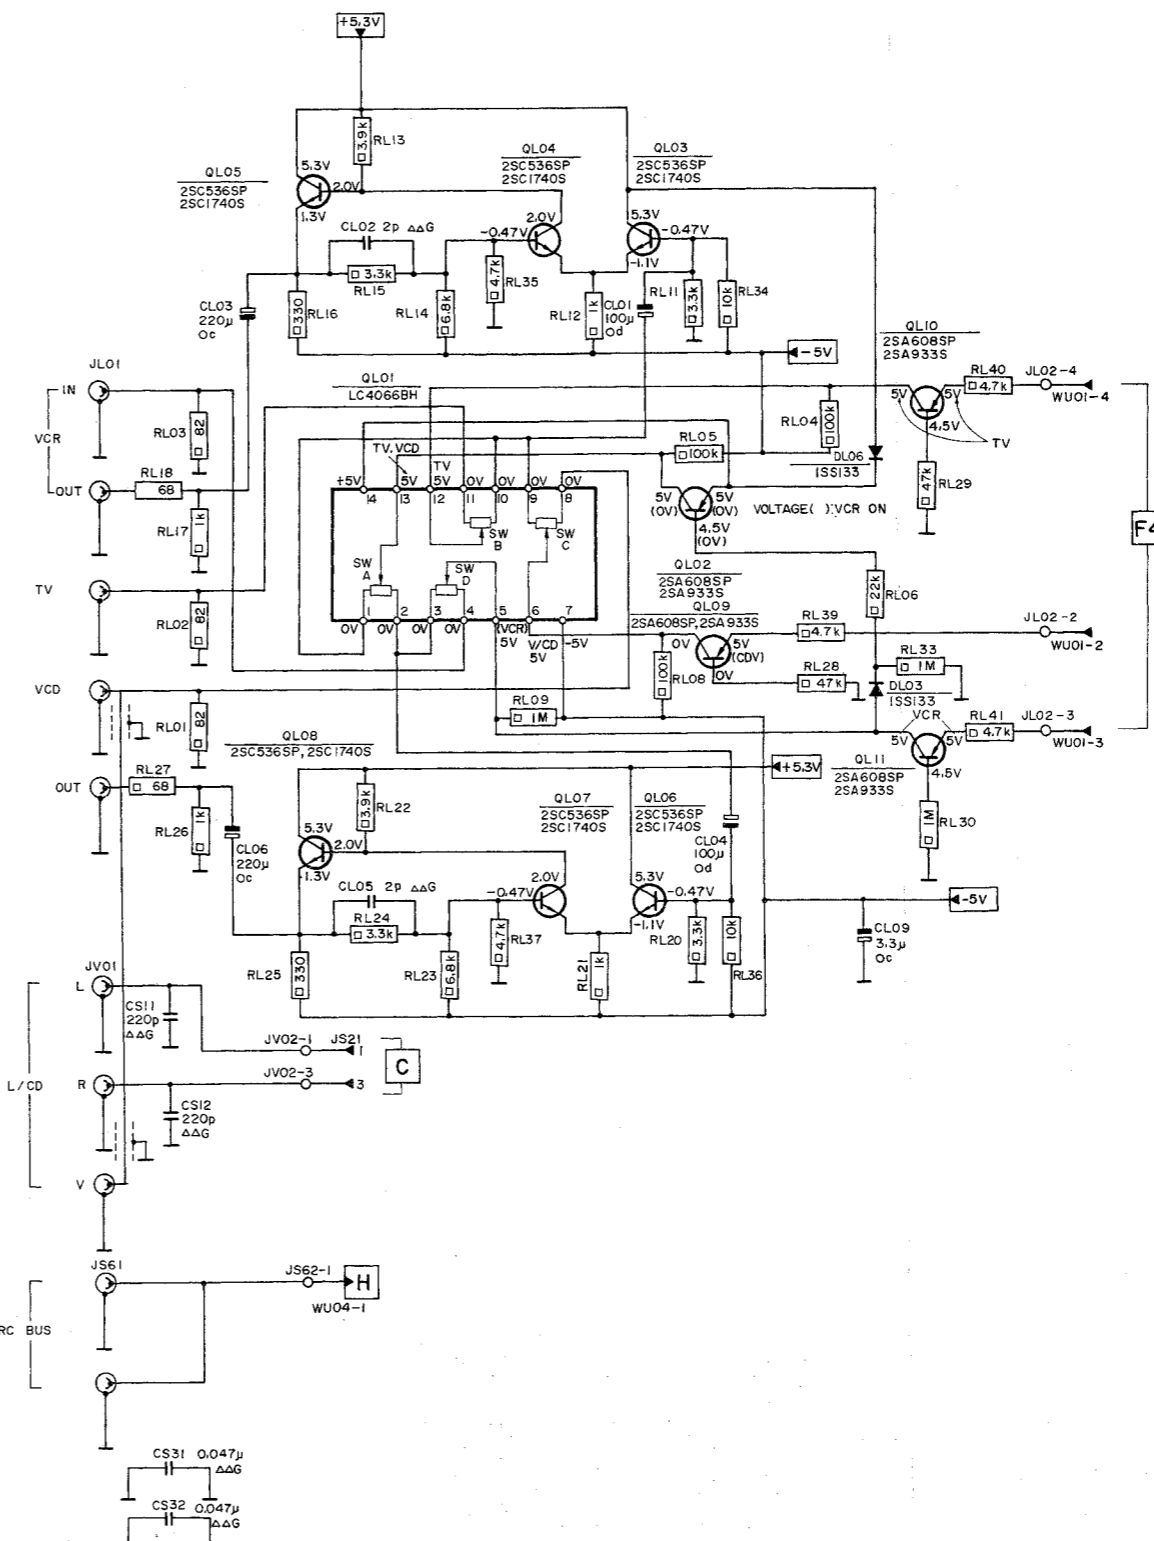 +5.3V
RL13
3.9k
QL05
2SC536SP
2SC1740S
5.3V
2.0V
1.3V
QL04
2SC536SP
2SC1740S
QL03
2SC536SP
2SC1740S
CL02 2p △△G
-0.47V
2.0V
5.3V
-0.47V
-1.1V
3.3k
RL15
4.7k
RL35
CL03
220µ
Oc
330
RL16
RL14
6.8k
RL12
1k
CL01
100µ
Od
RL11
3.3k
RL34
10k
-5V
QL10
2SA608SP
2SA933S
JL01
IN
VCR
OUT
RL03
82
QL01
LC4066BH
RL40
4.7k
JL02-4
WU01-4
5V
5V
4.5V
TV
RL04
100k
RL05
100k
DL06
1SS133
47k
RL29
RL18
68
RL17
1k
TV.VCD
TV
+5V
5V
5V
0V
0V
0V
0V
14
13
12
11
10
9
8
5V
(0V)
5V
(0V)
4.5V
(0V)
VOLTAGE( ):VCR ON
F4
SW
B
SW
C
SW
A
SW
D
QL02
2SA608SP
2SA933S
22k
RL06
TV
RL02
82
1
2
3
4
5
6
7
0V
0V
0V
0V
(VCR)
5V
V/CD
5V
-5V
QL09
2SA608SP,2SA933S
0V
5V
(CDV)
0V
RL39
4.7k
JL02-2
WU01-2
RL28
47k
RL33
1M
RL08
100k
DL03
1SS133
VCD
RL01
82
RL09
1M
VCR
5V
5V
4.5V
RL41
4.7k
JL02-3
WU01-3
QL08
2SC536SP,2SC1740S
+5.3V
QL11
2SA608SP
2SA933S
OUT
RL27
68
RL26
1k
3.9k
RL22
QL07
2SC536SP
2SC1740S
QL06
2SC536SP
2SC1740S
1M
RL30
CL06
220µ
Oc
5.3V
2.0V
1.3V
CL04
100µ
Od
CL05 2p △△G
-0.47V
2.0V
5.3V
-0.47V
-1.1V
-5V
RL24
3.3k
4.7k
RL37
RL20
3.3k
10k
RL36
CL09
3.3µ
Oc
RL25
330
RL23
6.8k
RL21
1k
JV01
L
CS11
220p
△△G
L/CD
JV02-1
JS21
1
C
R
JV02-3
3
CS12
220p
△△G
V
JS61
JS62-1
H
WU04-1
RC BUS
CS31 0.047µ
△△G
CS32 0.047µ
△△G